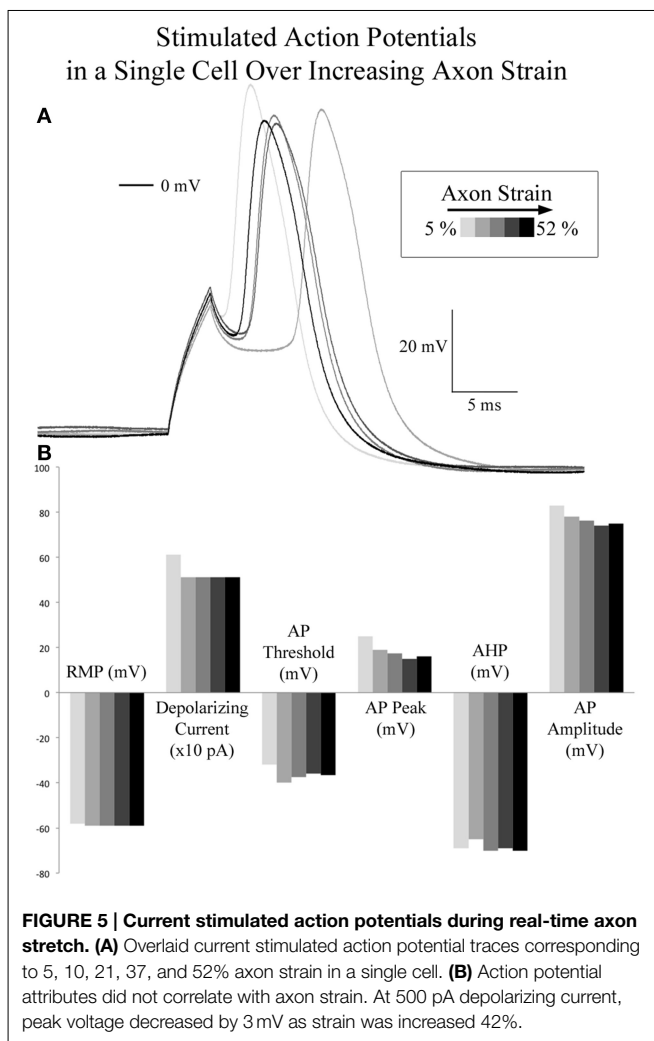 Stimulated Action Potentials
in a Single Cell Over Increasing Axon Strain
A
0 mV
Axon Strain
5 % 52 %
20 mV
5 ms
B
100
80
60
40
20
0
-20
-40
-60
-80
RMP (mV)
Depolarizing
Current
(x10 pA)
AP
Threshold
(mV)
AP Peak
(mV)
AHP
(mV)
AP
Amplitude
(mV)
FIGURE 5 | Current stimulated action potentials during real-time axon
stretch. (A) Overlaid current stimulated action potential traces corresponding
to 5, 10, 21, 37, and 52% axon strain in a single cell. (B) Action potential
attributes did not correlate with axon strain. At 500 pA depolarizing current,
peak voltage decreased by 3 mV as strain was increased 42%.